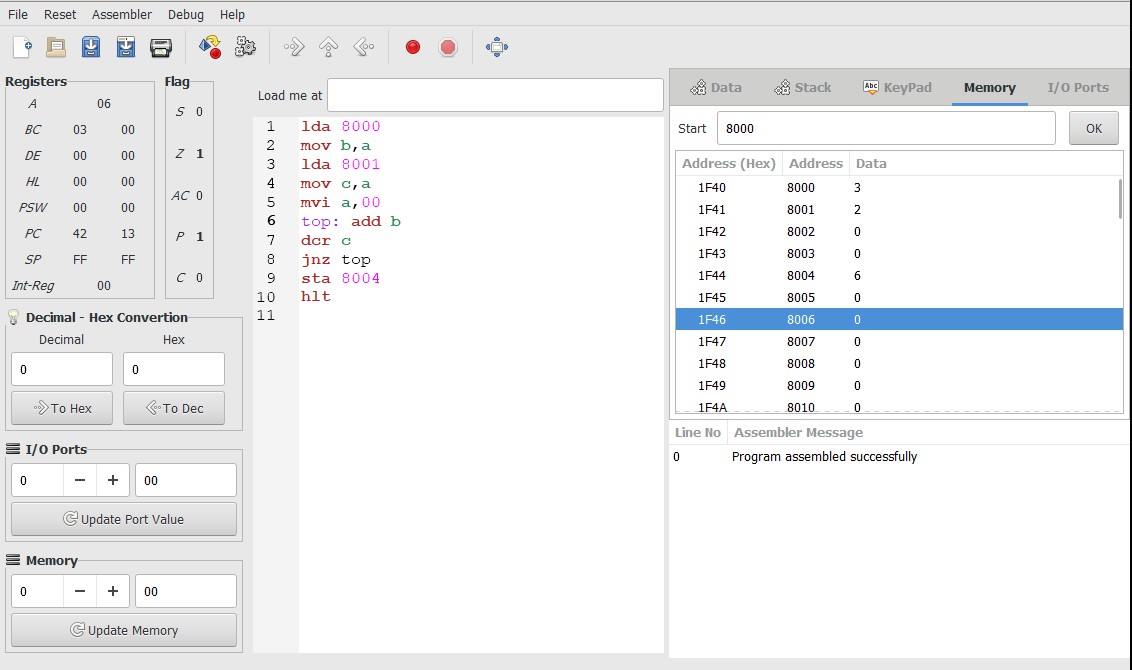 File Reset Assembler Debug Help
Registers
A 06
BC 03 00
DE 00 00
HL 00 00
PSW 00 00
PC 42 13
SP FF FF
Int-Reg 00
Flag
S 0
Z 1
AC 0
P 1
C 0
Decimal - Hex Convertion
Decimal Hex
0 0
To Hex To Dec
I/O Ports
0 − + 00
Update Port Value
Memory
0 − + 00
Update Memory
Load me at
1 lda 8000
2 mov b,a
3 lda 8001
4 mov c,a
5 mvi a,00
6 top: add b
7 dcr c
8 jnz top
9 sta 8004
10 hlt
11
Data Stack Abc KeyPad Memory I/O Ports
Start 8000 OK
Address (Hex) Address Data
1F40 8000 3
1F41 8001 2
1F42 8002 0
1F43 8003 0
1F44 8004 6
1F45 8005 0
1F46 8006 0
1F47 8007 0
1F48 8008 0
1F49 8009 0
1F4A 8010 0
Line No Assembler Message
0 Program assembled successfully